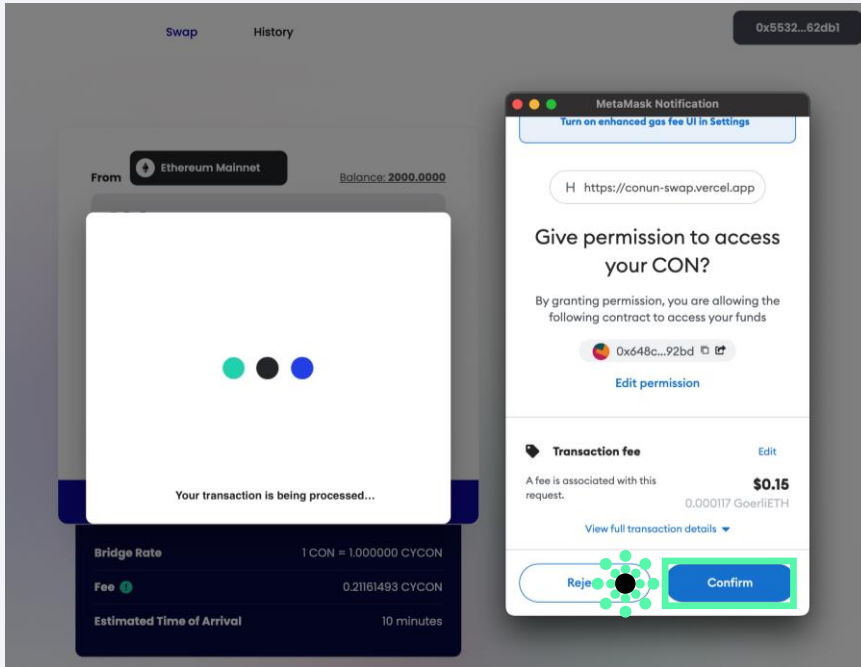 Swap
History
0x5532...62db1
From
Ethereum Mainnet
Balance: 2000.0000
Your transaction is being processed...
Bridge Rate
1 CON = 1.000000 CYCON
Fee
0.21161493 CYCON
Estimated Time of Arrival
10 minutes
MetaMask Notification
Turn on enhanced gas fee UI in Settings
H https://conun-swap.vercel.app
Give permission to access
your CON?
By granting permission, you are allowing the
following contract to access your funds
0x648c...92bd
Edit permission
Transaction fee
Edit
A fee is associated with this
request.
$0.15
0.000117 GoerliETH
View full transaction details
Confirm